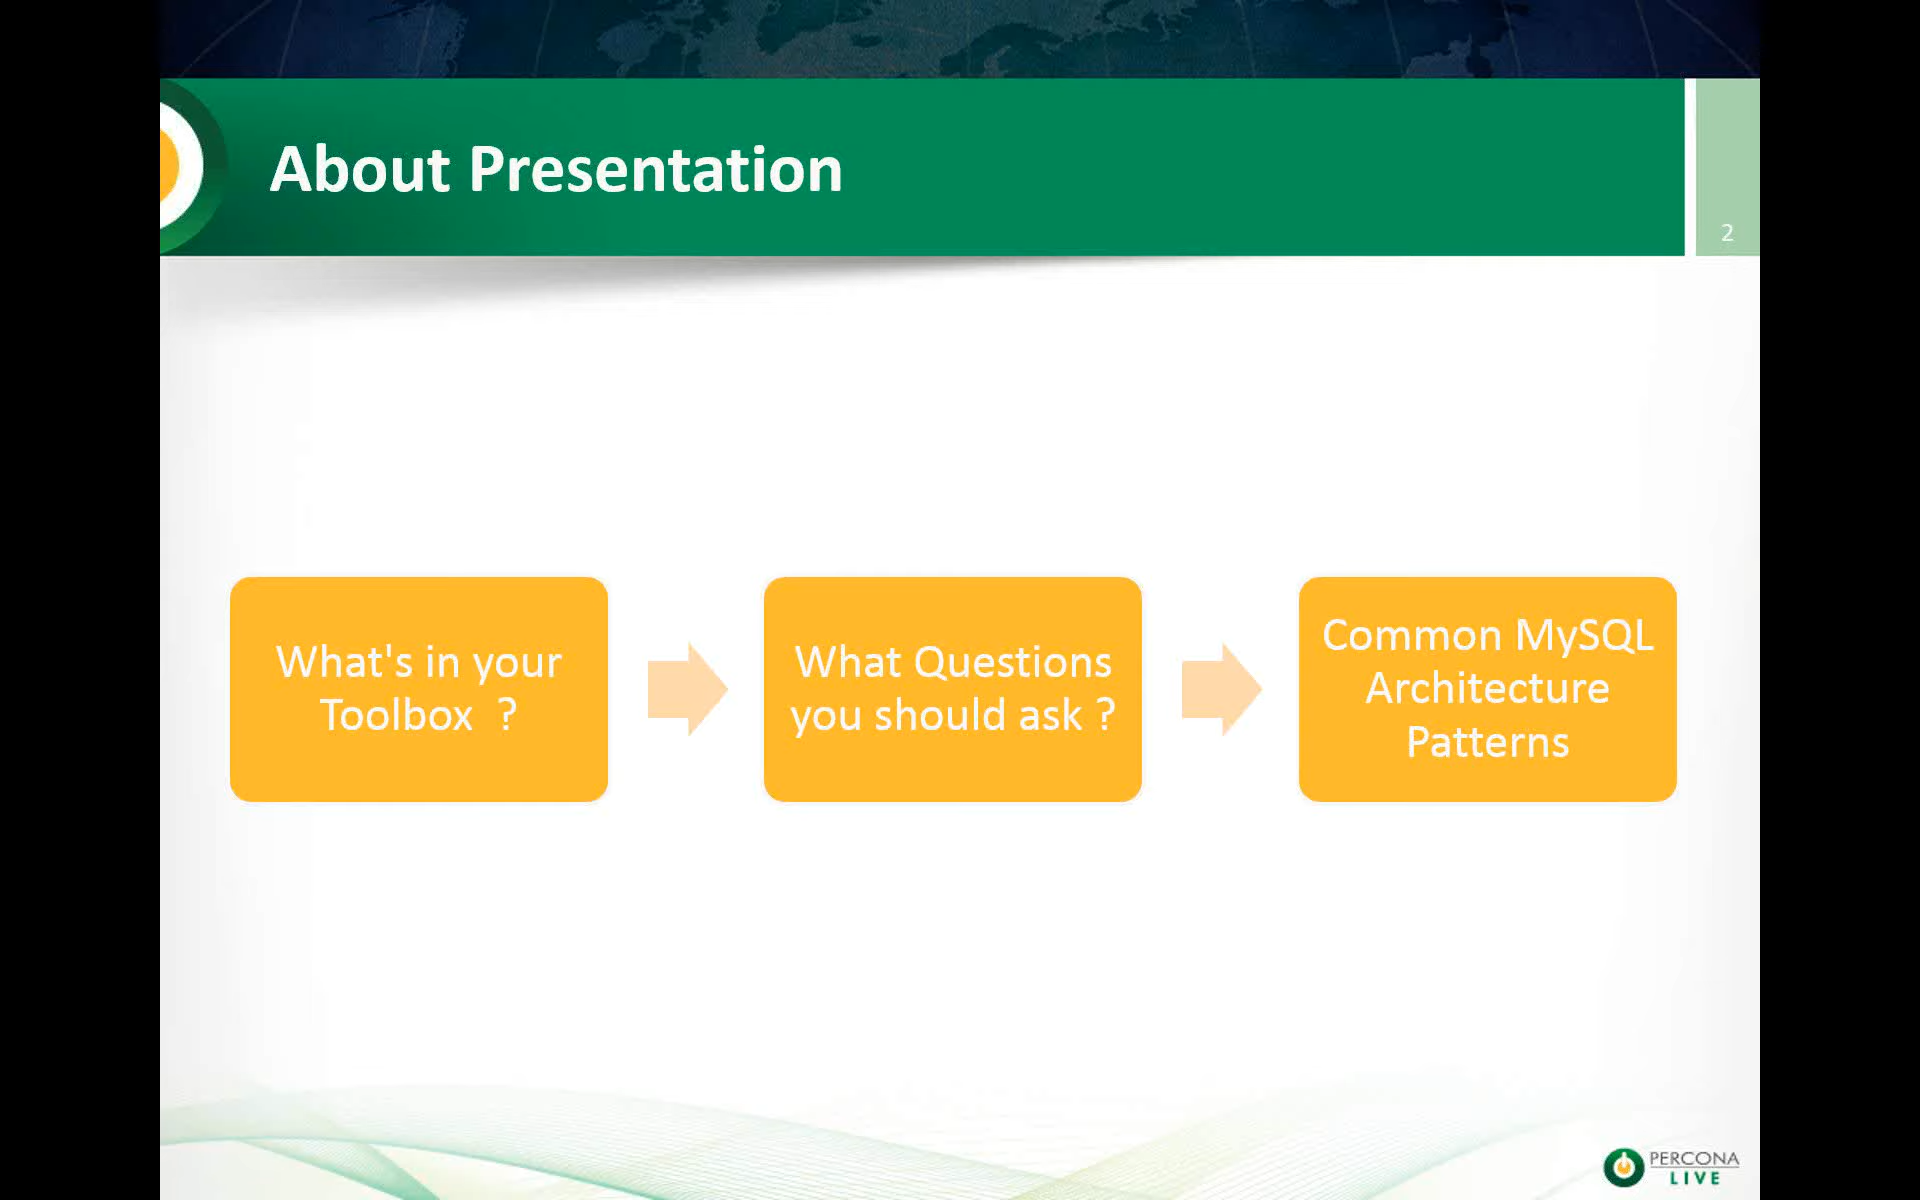 About Presentation
2
What's in your
Toolbox  ?
What Questions
you should ask ?
Common MySQL
Architecture
Patterns
PERCONA
LIVE